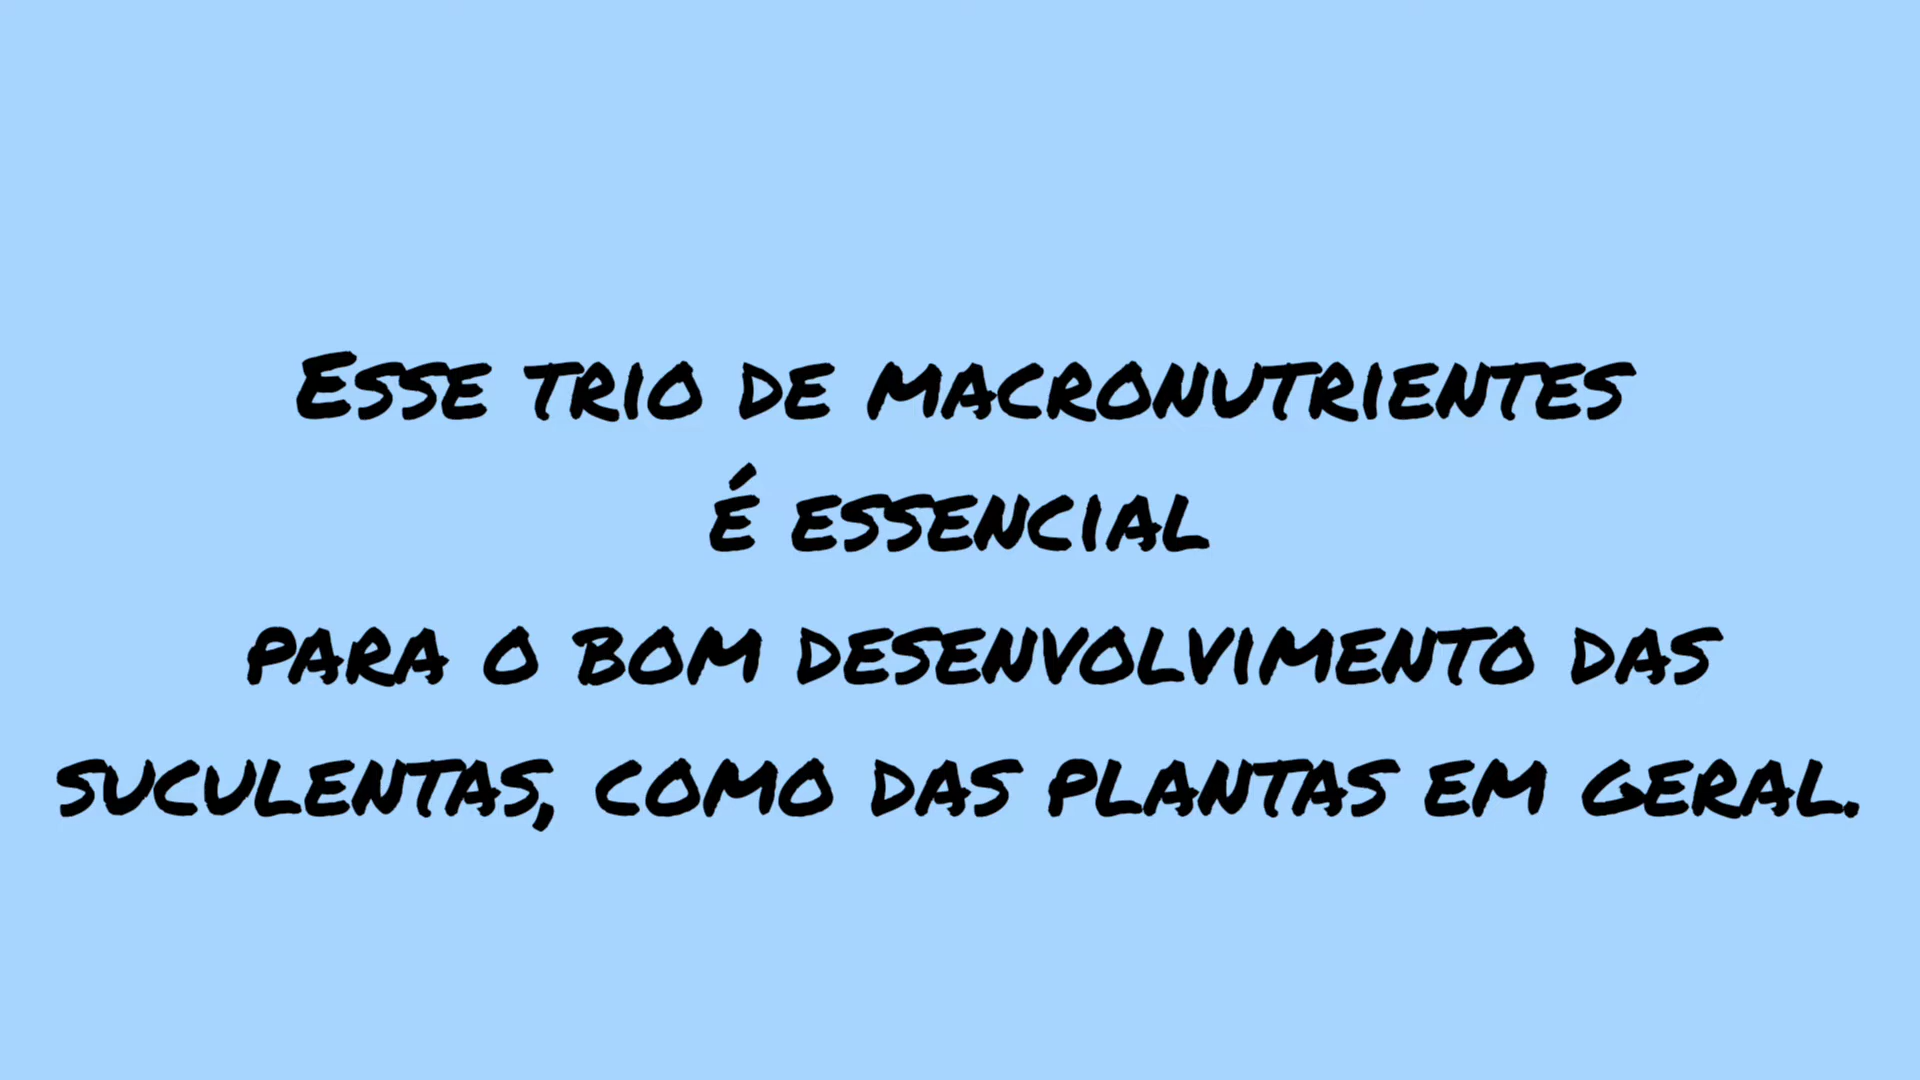 Esse trio de macronutrientes
é essencial
para o bom desenvolvimento das
suculentas, como das plantas em geral.